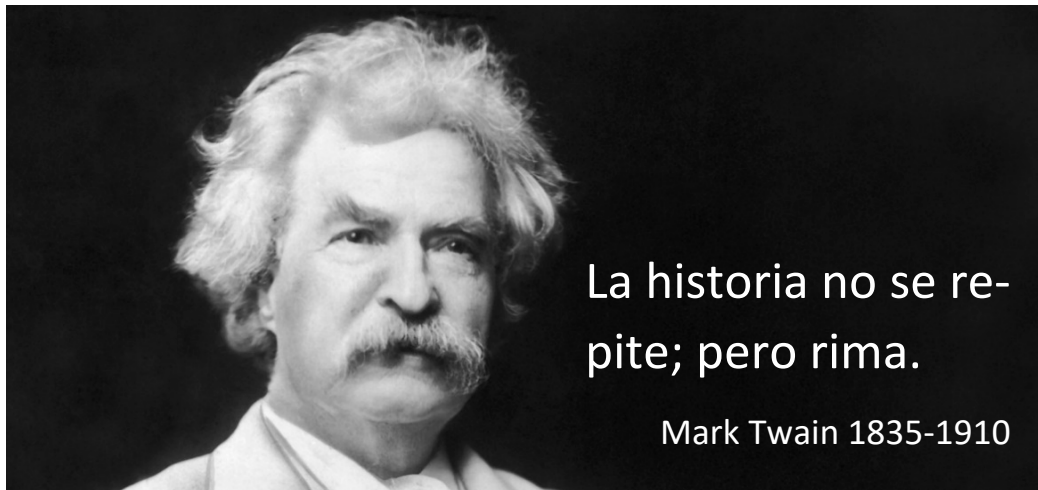 La historia no se re-
pite; pero rima.
Mark Twain 1835-1910